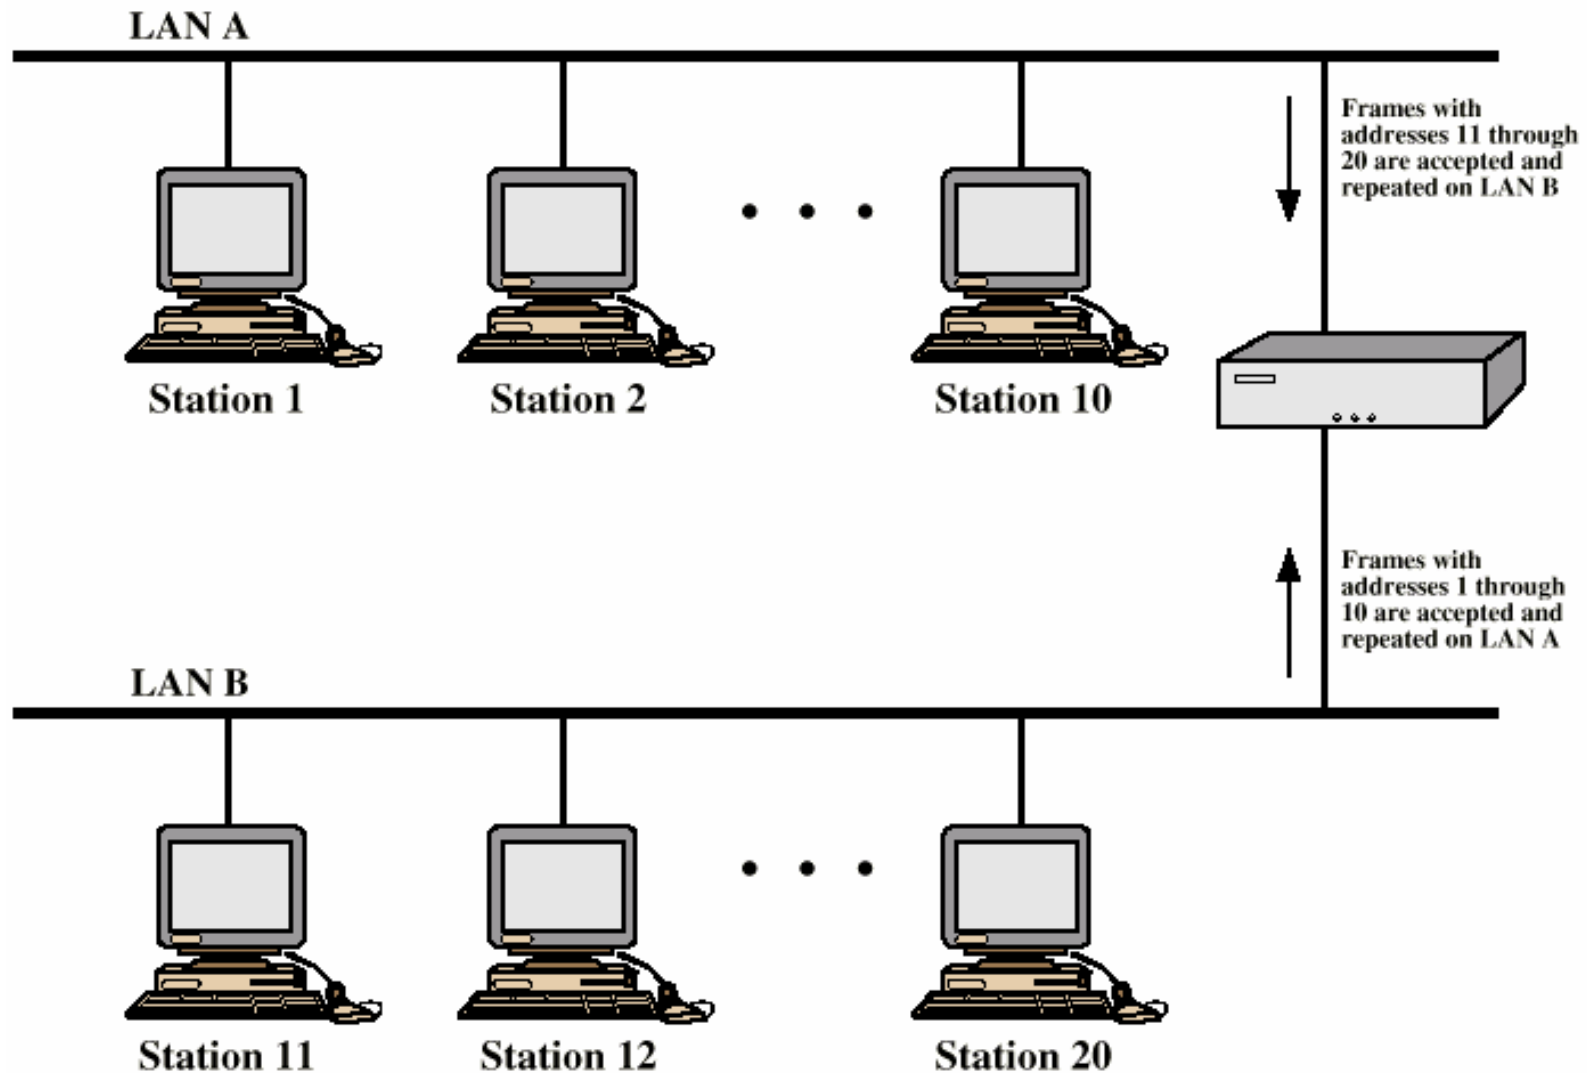 LAN A
Frames with
addresses 11 through
20 are accepted and
repeated on LAN B
Station 1
Station 2
Station 10
Frames with
addresses 1 through
10 are accepted and
repeated on LAN A
LAN B
Station 11
Station 12
Station 20